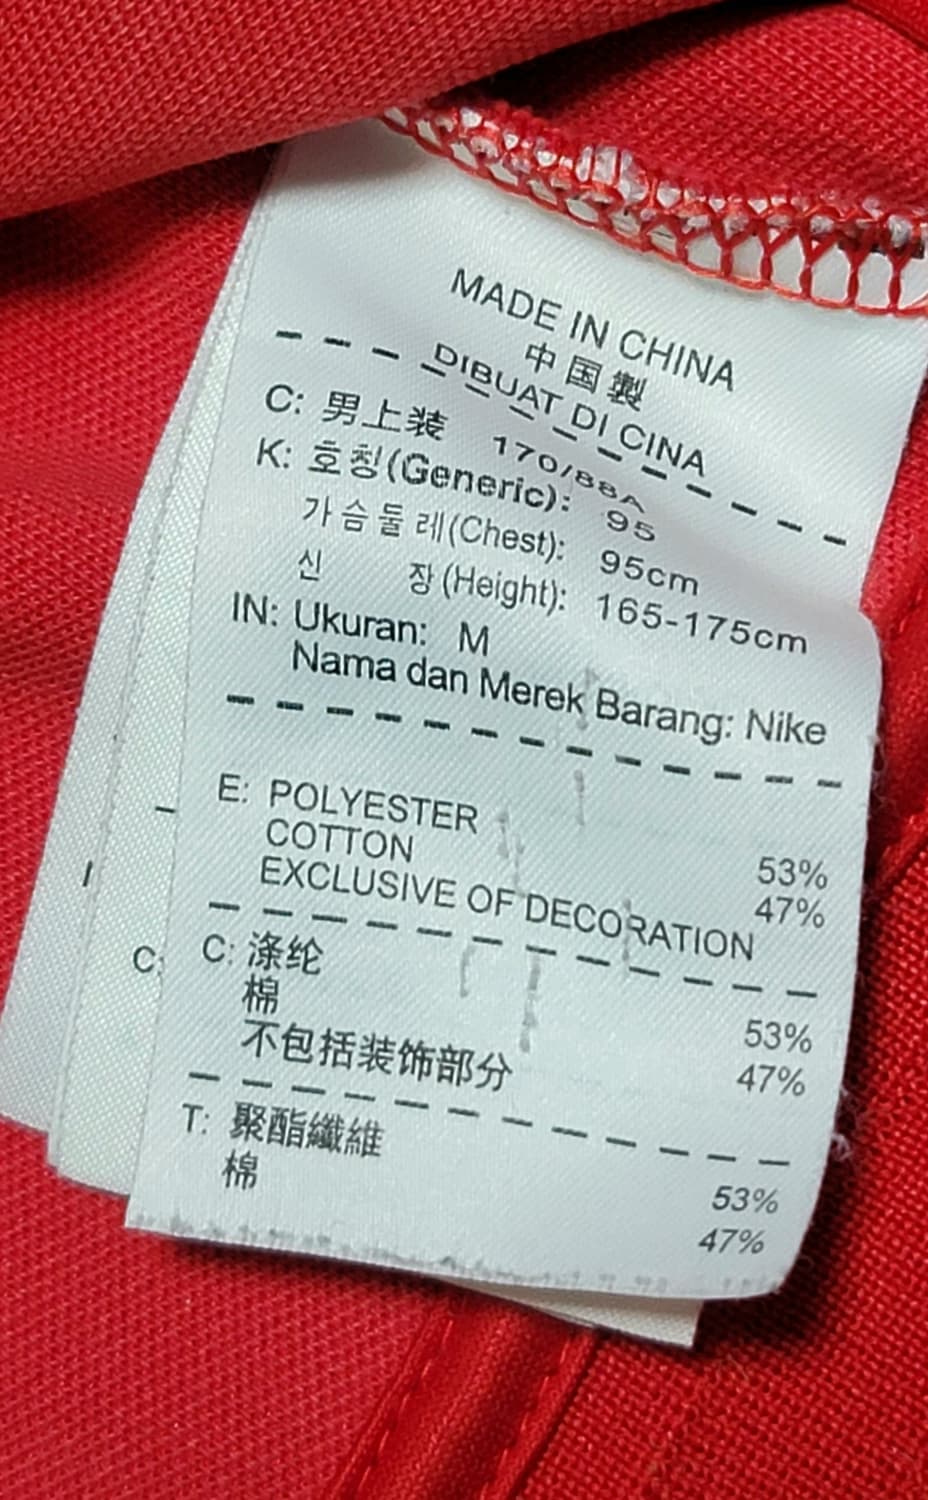 MADE IN CHINA
中国製
DIBUAT DI CINA
C: 男上装 170/88A
K: 호칭(Generic): 95
가슴둘레(Chest): 95cm
신 장(Height): 165-175cm
IN: Ukuran: M
Nama dan Merek Barang: Nike
E: POLYESTER 53%
COTTON 47%
EXCLUSIVE OF DECORATION
C: 涤纶 53%
棉 47%
不包括装饰部分
T: 聚酯纖維 53%
棉 47%
C: